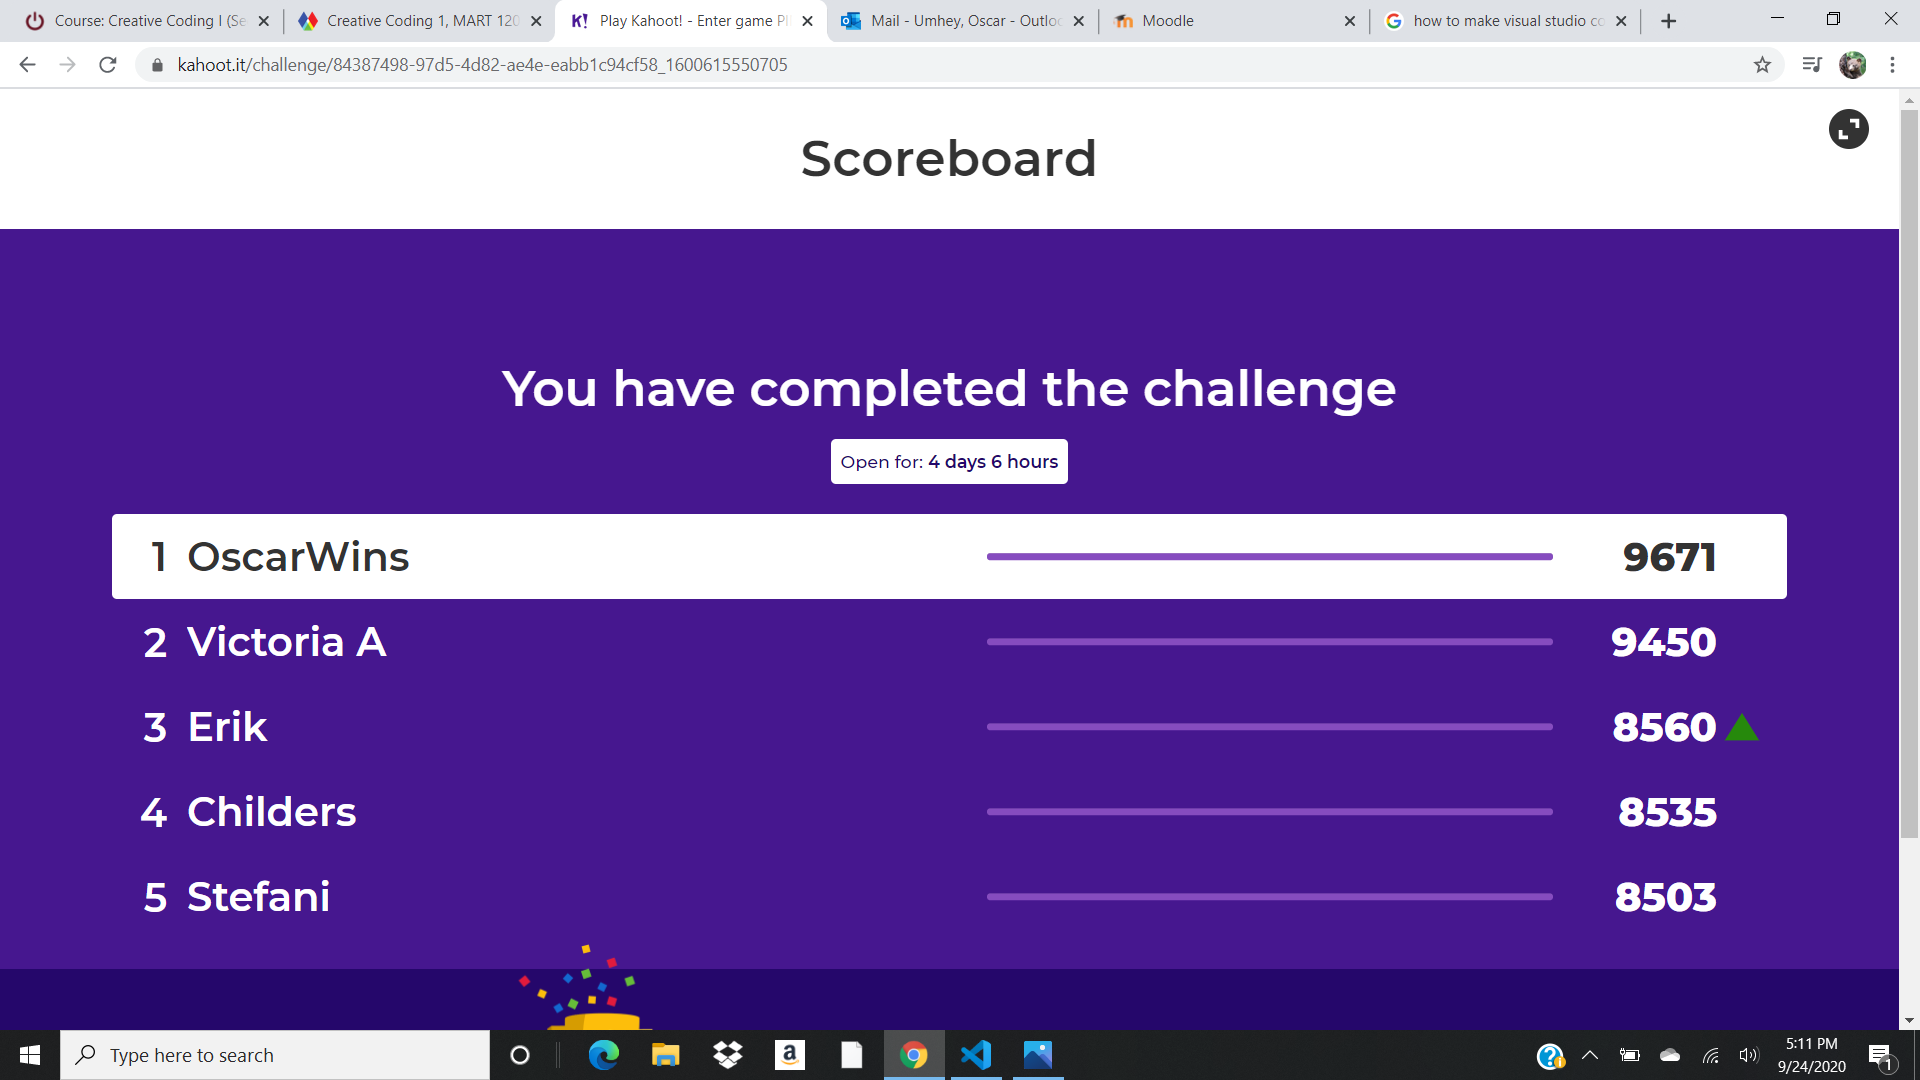 Course: Creative Coding I (Se
Creative Coding 1, MART 120
K! Play Kahoot! - Enter game PI
Mail - Umhey, Oscar - Outloo
Moodle
how to make visual studio co
kahoot.it/challenge/84387498-97d5-4d82-ae4e-eabb1c94cf58_1600615550705
Scoreboard
You have completed the challenge
Open for: 4 days 6 hours
1 OscarWins 9671
2 Victoria A 9450
3 Erik 8560
4 Childers 8535
5 Stefani 8503
Type here to search
a
5:11 PM
9/24/2020
1